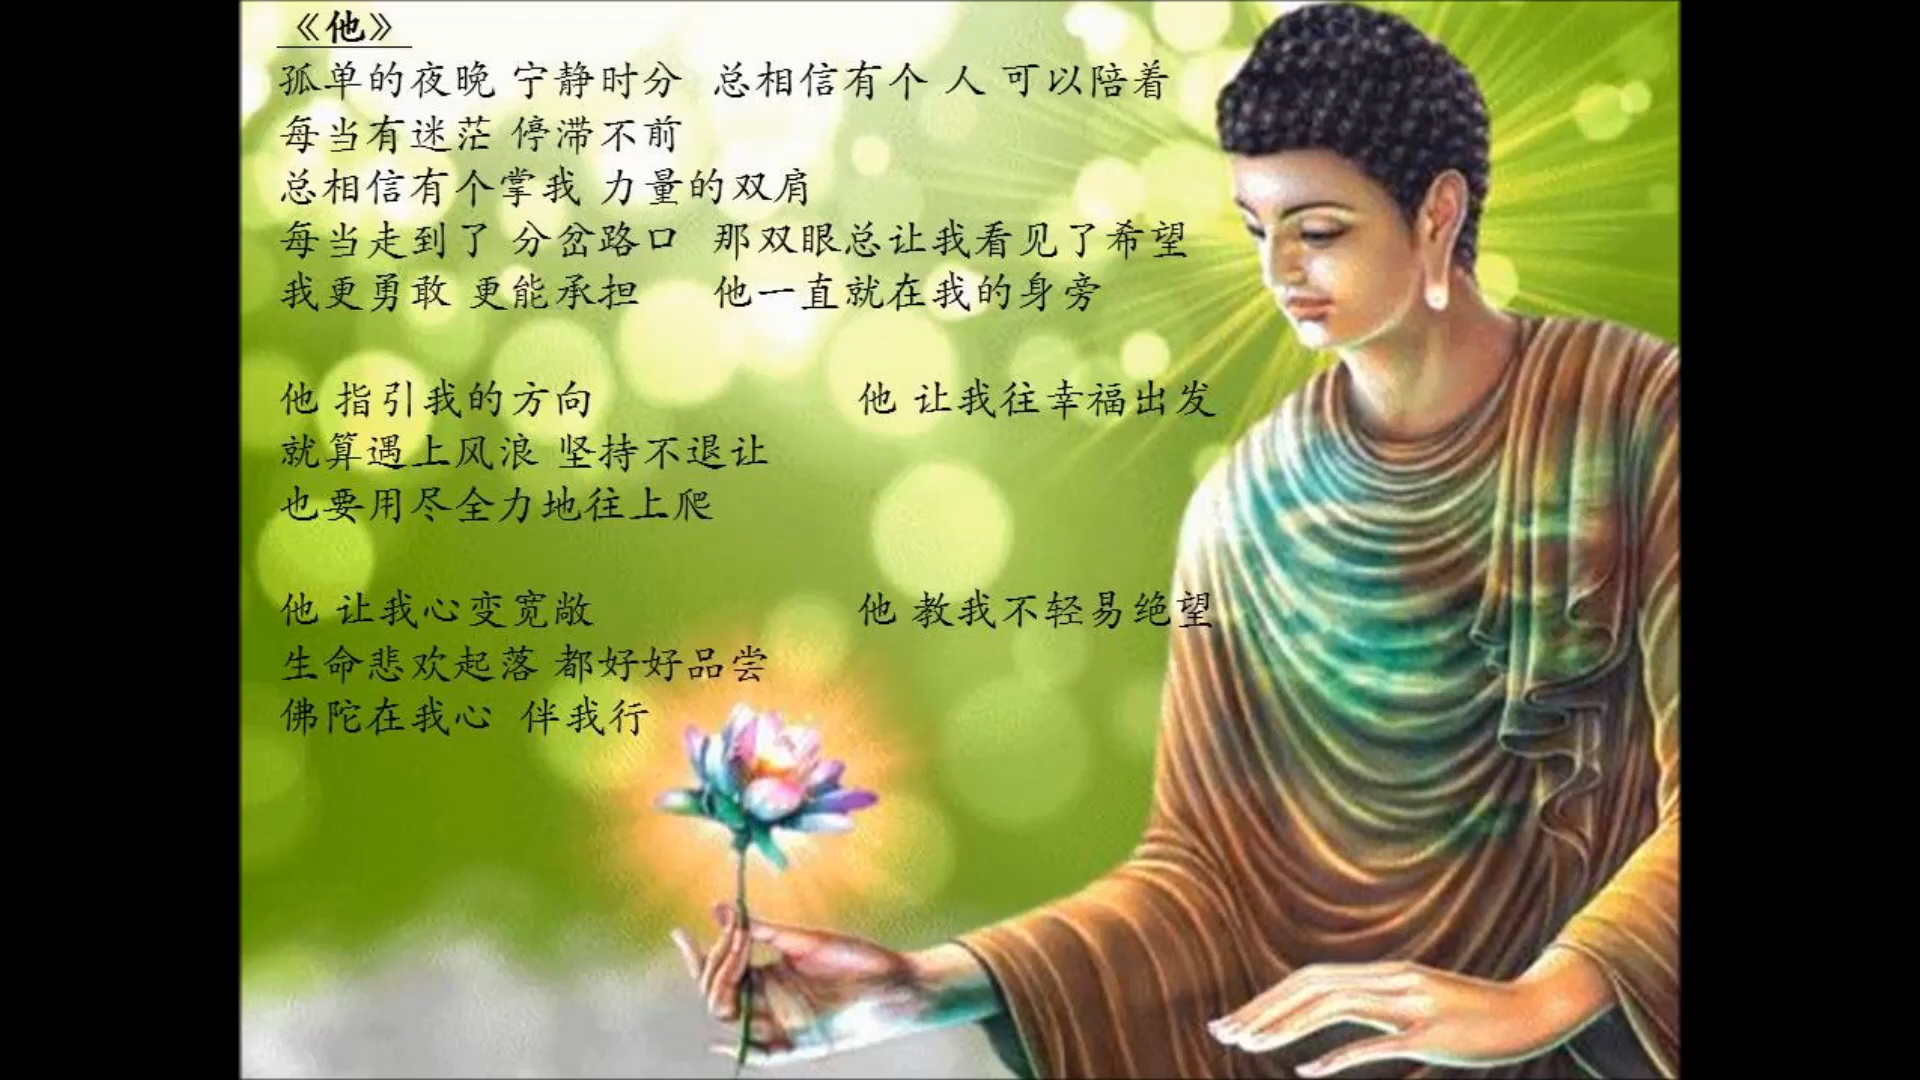 《他》
孤单的夜晚 宁静时分 总相信有个 人 可以陪着
每当有迷茫 停滞不前
总相信有个掌我 力量的双肩
每当走到了 分岔路口 那双眼总让我看见了希望
我更勇敢 更能承担 他一直就在我的身旁
他 指引我的方向 他 让我往幸福出发
就算遇上风浪 坚持不退让
也要用尽全力地往上爬
他 让我心变宽敞 他 教我不轻易绝望
生命悲欢起落 都好好品尝
佛陀在我心 伴我行